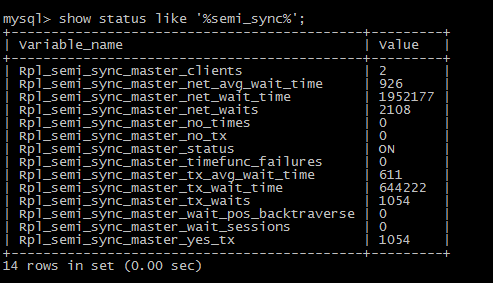 mysql> show status like '%semi_sync%';
+--------------------------------------------+---------+
| Variable_name | Value |
+--------------------------------------------+---------+
| Rpl_semi_sync_master_clients | 2 |
| Rpl_semi_sync_master_net_avg_wait_time | 926 |
| Rpl_semi_sync_master_net_wait_time | 1952177 |
| Rpl_semi_sync_master_net_waits | 2108 |
| Rpl_semi_sync_master_no_times | 0 |
| Rpl_semi_sync_master_no_tx | 0 |
| Rpl_semi_sync_master_status | ON |
| Rpl_semi_sync_master_timefunc_failures | 0 |
| Rpl_semi_sync_master_tx_avg_wait_time | 611 |
| Rpl_semi_sync_master_tx_wait_time | 644222 |
| Rpl_semi_sync_master_tx_waits | 1054 |
| Rpl_semi_sync_master_wait_pos_backtraverse | 0 |
| Rpl_semi_sync_master_wait_sessions | 0 |
| Rpl_semi_sync_master_yes_tx | 1054 |
+--------------------------------------------+---------+
14 rows in set (0.00 sec)